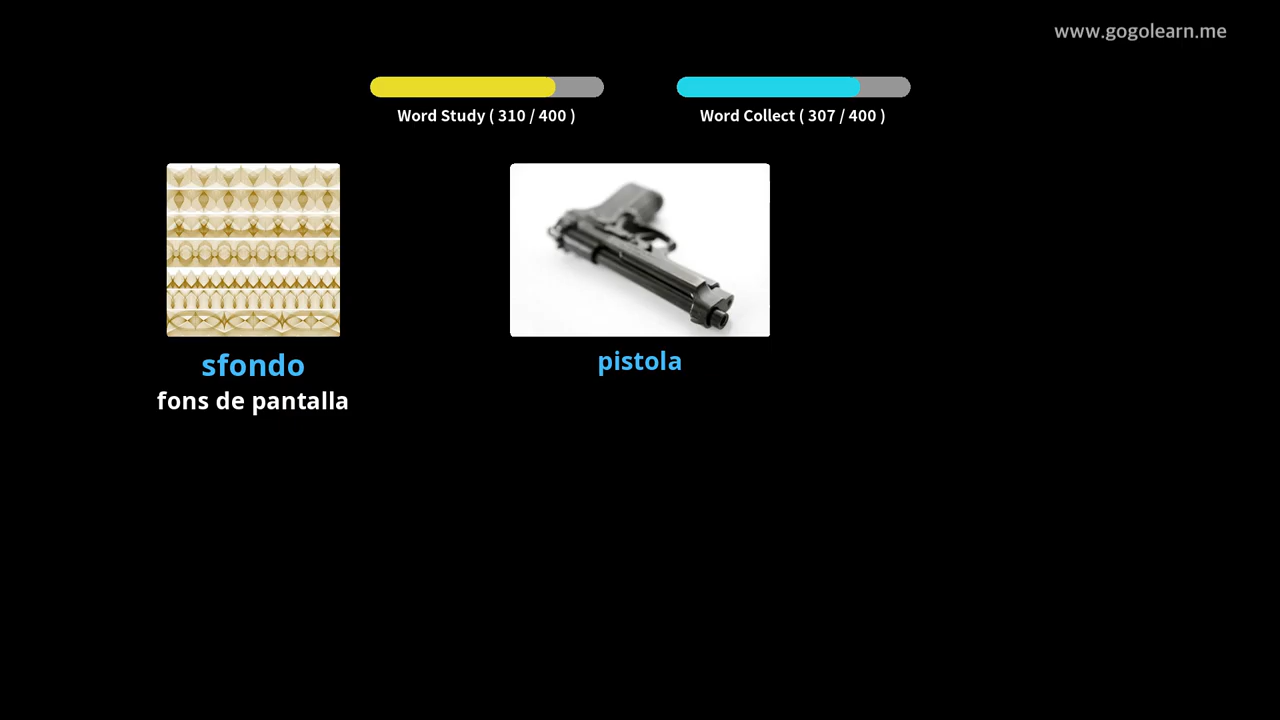 www.gogolearn.me
Word Study ( 310 / 400 )
Word Collect ( 307 / 400 )
sfondo
fons de pantalla
pistola